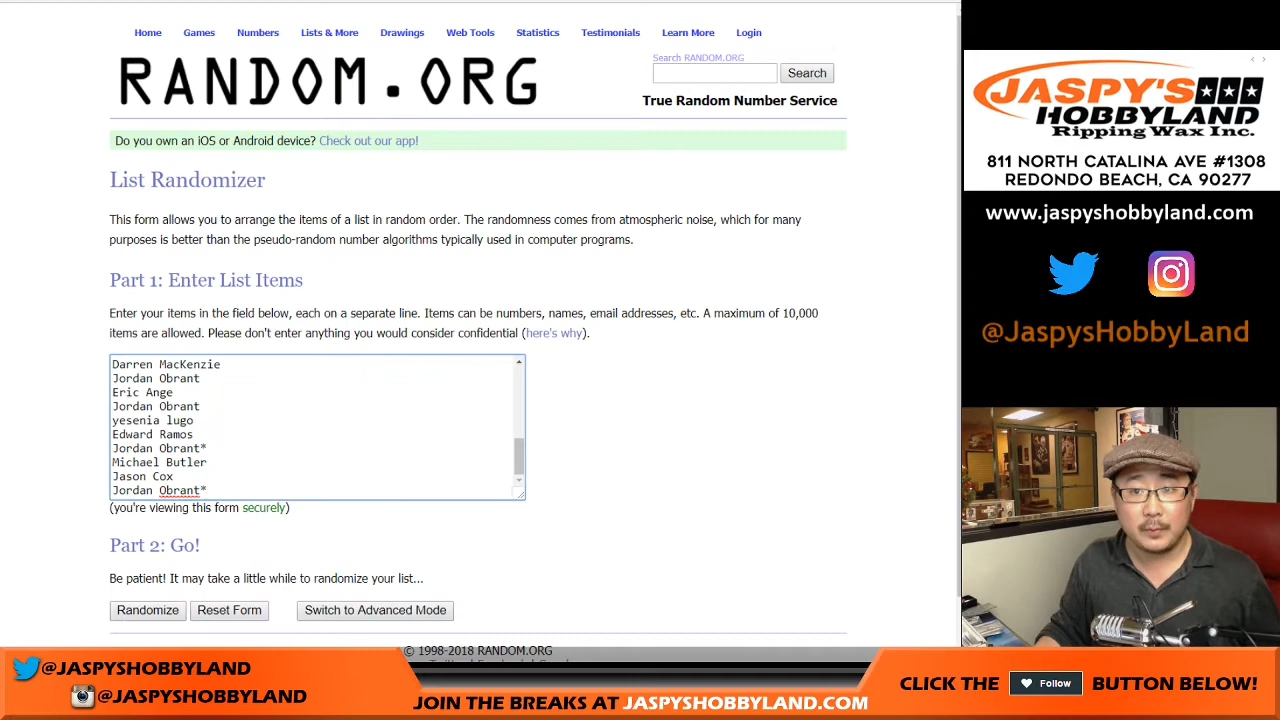 Home Games Numbers Lists & More Drawings Web Tools Statistics Testimonials Learn More Login
RANDOM.ORG
Search RANDOM.ORG
Search
True Random Number Service
Do you own an iOS or Android device? Check out our app!
List Randomizer
This form allows you to arrange the items of a list in random order. The randomness comes from atmospheric noise, which for many
purposes is better than the pseudo-random number algorithms typically used in computer programs.
Part 1: Enter List Items
Enter your items in the field below, each on a separate line. Items can be numbers, names, email addresses, etc. A maximum of 10,000
items are allowed. Please don't enter anything you would consider confidential (here's why).
Darren MacKenzie
Jordan Obrant
Eric Ange
Jordan Obrant
yesenia lugo
Edward Ramos
Jordan Obrant*
Michael Butler
Jason Cox
Jordan Obrant*
(you're viewing this form securely)
Part 2: Go!
Be patient! It may take a little while to randomize your list...
Randomize Reset Form Switch to Advanced Mode
© 1998-2018 RANDOM.ORG
JASPY'S
HOBBYLAND
Ripping Wax Inc.
811 NORTH CATALINA AVE #1308
REDONDO BEACH, CA 90277
www.jaspyshobbyland.com
@JaspysHobbyLand
@JASPYSHOBBYLAND
@JASPYSHOBBYLAND
JOIN THE BREAKS AT JASPYSHOBBYLAND.COM
CLICK THE Follow BUTTON BELOW!